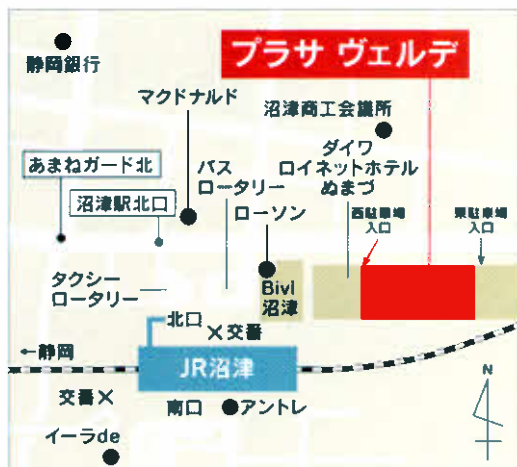 静岡銀行
プラサ ヴェルデ
マクドナルド
沼津商工会議所
あまねガード北
バス
ロータリー
ダイワ
ロイネットホテル
ぬまづ
沼津駅北口
ローソン
西駐車場
入口
東駐車場
入口
タクシー
ロータリー
BiVi
沼津
北口
交番
←静岡
JR沼津
交番
南口
アントレ
イーラde
N